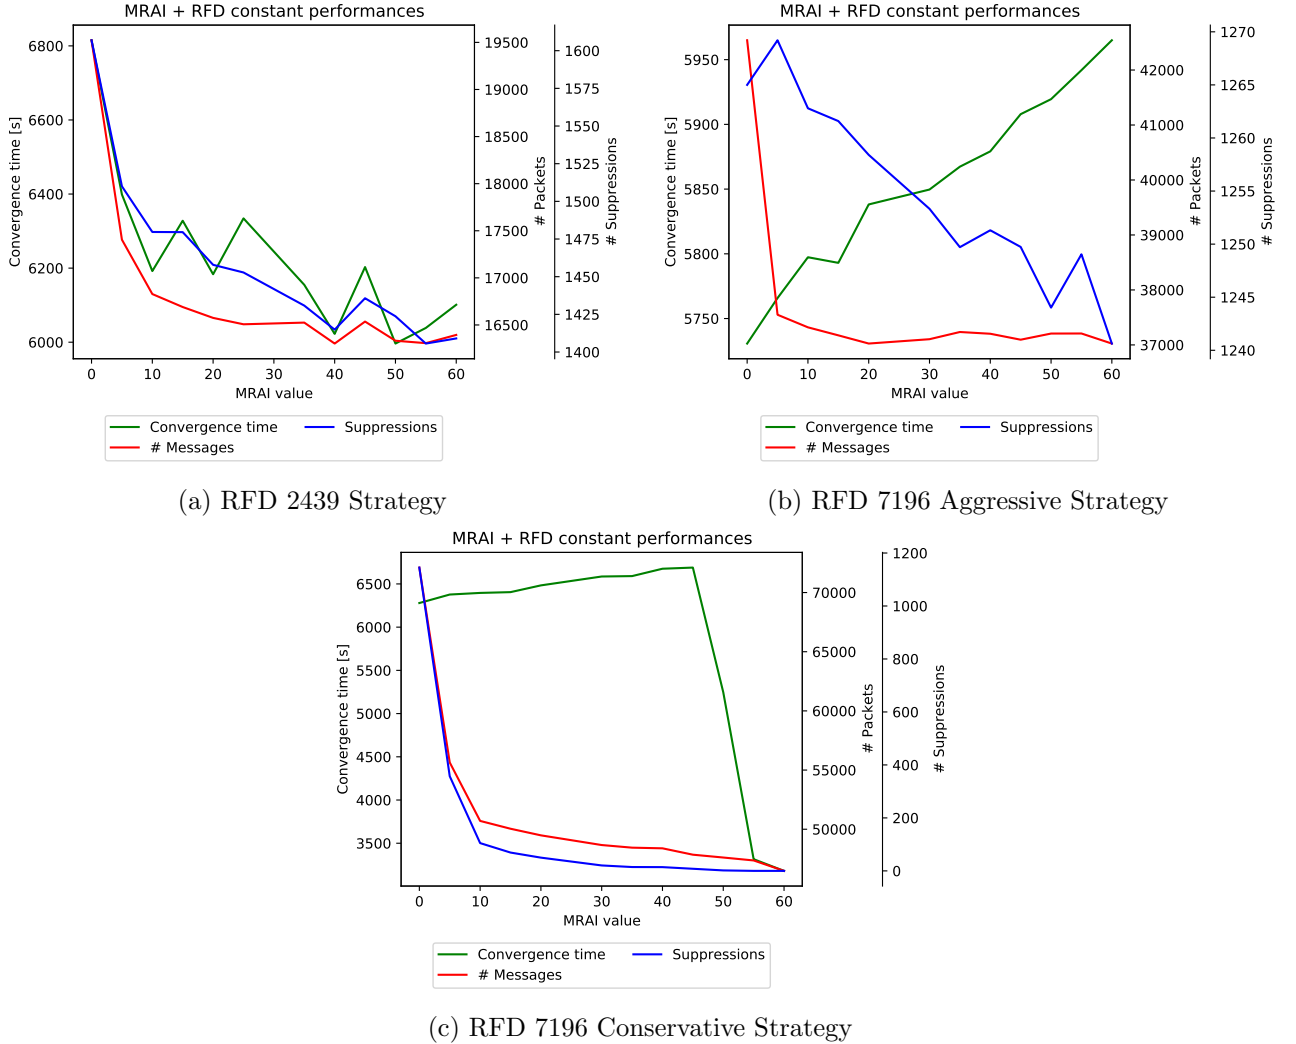 MRAI + RFD constant performances
6800
6600
6400
6200
6000
Convergence time [s]
0 10 20 30 40 50 60
MRAI value
19500
19000
18500
18000
17500
17000
16500
# Packets
1600
1575
1550
1525
1500
1475
1450
1425
1400
# Suppressions
Convergence time
# Messages
Suppressions
(a) RFD 2439 Strategy
MRAI + RFD constant performances
5950
5900
5850
5800
5750
Convergence time [s]
0 10 20 30 40 50 60
MRAI value
42000
41000
40000
39000
38000
37000
# Packets
1270
1265
1260
1255
1250
1245
1240
# Suppressions
Convergence time
# Messages
Suppressions
(b) RFD 7196 Aggressive Strategy
MRAI + RFD constant performances
6500
6000
5500
5000
4500
4000
3500
Convergence time [s]
0 10 20 30 40 50 60
MRAI value
70000
65000
60000
55000
50000
# Packets
1200
1000
800
600
400
200
0
# Suppressions
Convergence time
# Messages
Suppressions
(c) RFD 7196 Conservative Strategy